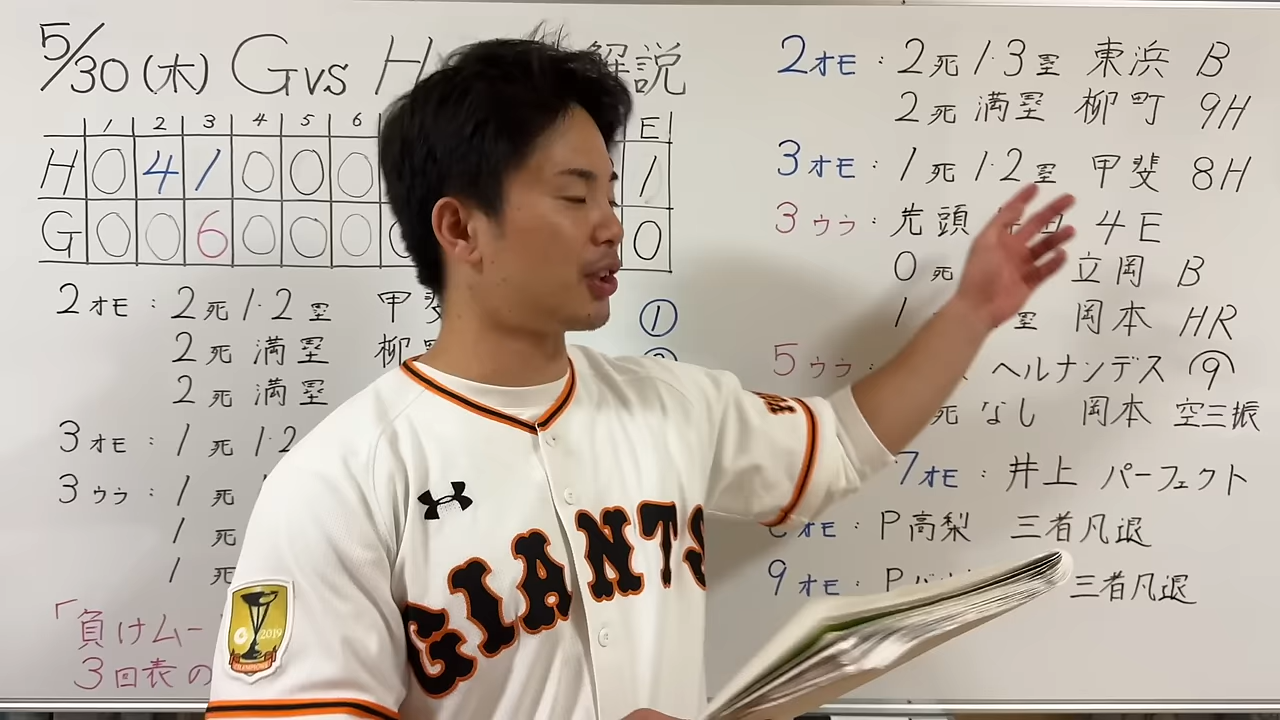 5/30(木) G vs H 解説
1 2 3 4 5 6 E
H 0 4 1 0 0 0 1
G 0 0 6 0 0 0 0
2オモ : 2死 1・2塁 甲斐 ①
2死 満塁 柳
2死 満塁
3オモ : 1死 1・2
3ウラ : 1死
1死
1死
「負けムー
3回表の
2オモ : 2死 1・3塁 東浜 B
2死 満塁 柳町 9H
3オモ : 1死 1・2塁 甲斐 8H
3ウラ : 先頭 4E
0死 立岡 B
1 塁 岡本 HR
5ウラ : ヘルナンデス ⑨
死 なし 岡本 空三振
7オモ : 井上 パーフェクト
オモ : P高梨 三者凡退
9オモ : P 三者凡退
GIANTS
2019
CHAMPIONS